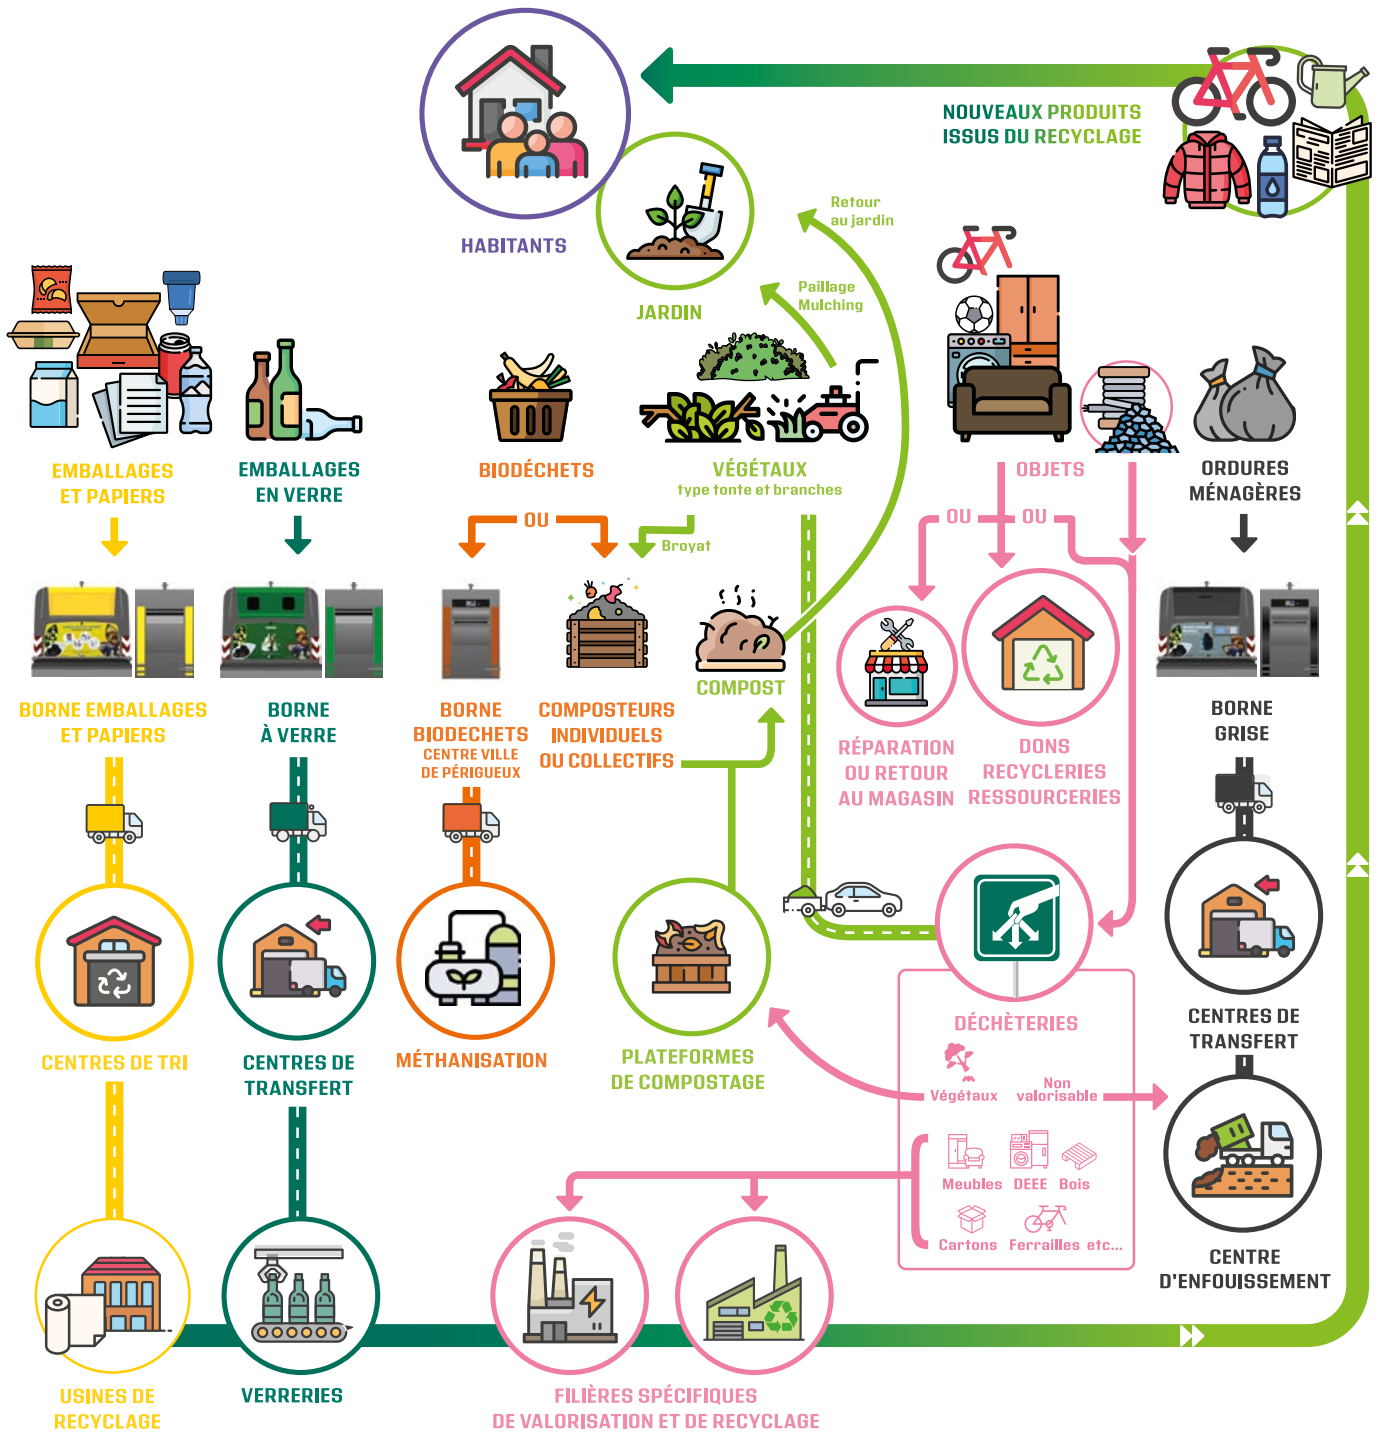 NOUVEAUX PRODUITS
ISSUS DU RECYCLAGE
HABITANTS
Retour
au jardin
JARDIN
Paillage
Mulching
EMBALLAGES
ET PAPIERS
EMBALLAGES
EN VERRE
BIODÉCHETS
VÉGÉTAUX
type tonte et branches
OBJETS
ORDURES
MÉNAGÈRES
OU
Broyat
OU
OU
BORNE EMBALLAGES
ET PAPIERS
BORNE
À VERRE
BORNE
BIODECHETS
CENTRE VILLE
DE PÉRIGUEUX
COMPOSTEURS
INDIVIDUELS
OU COLLECTIFS
COMPOST
RÉPARATION
OU RETOUR
AU MAGASIN
DONS
RECYCLERIES
RESSOURCERIES
BORNE
GRISE
CENTRES DE TRI
CENTRES DE
TRANSFERT
MÉTHANISATION
PLATEFORMES
DE COMPOSTAGE
DÉCHÈTERIES
CENTRES DE
TRANSFERT
Végétaux
Non
valorisable
Meubles
DEEE
Bois
Cartons
Ferrailles etc...
CENTRE
D'ENFOUISSEMENT
USINES DE
RECYCLAGE
VERRERIES
FILIÈRES SPÉCIFIQUES
DE VALORISATION ET DE RECYCLAGE